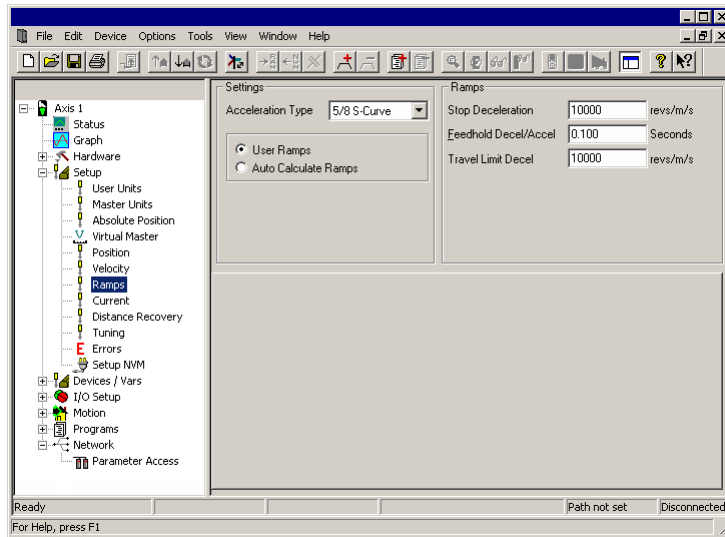 File Edit Device Options Tools View Window Help
Axis 1
Status
Graph
Hardware
Setup
User Units
Master Units
Absolute Position
Virtual Master
Position
Velocity
Ramps
Current
Distance Recovery
Tuning
E Errors
Setup NVM
Devices / Vars
I/O Setup
Motion
Programs
Network
Parameter Access
Settings
Acceleration Type 5/8 S-Curve
User Ramps
Auto Calculate Ramps
Ramps
Stop Deceleration 10000 revs/m/s
Feedhold Decel/Accel 0.100 Seconds
Travel Limit Decel 10000 revs/m/s
Ready Path not set Disconnected
For Help, press F1